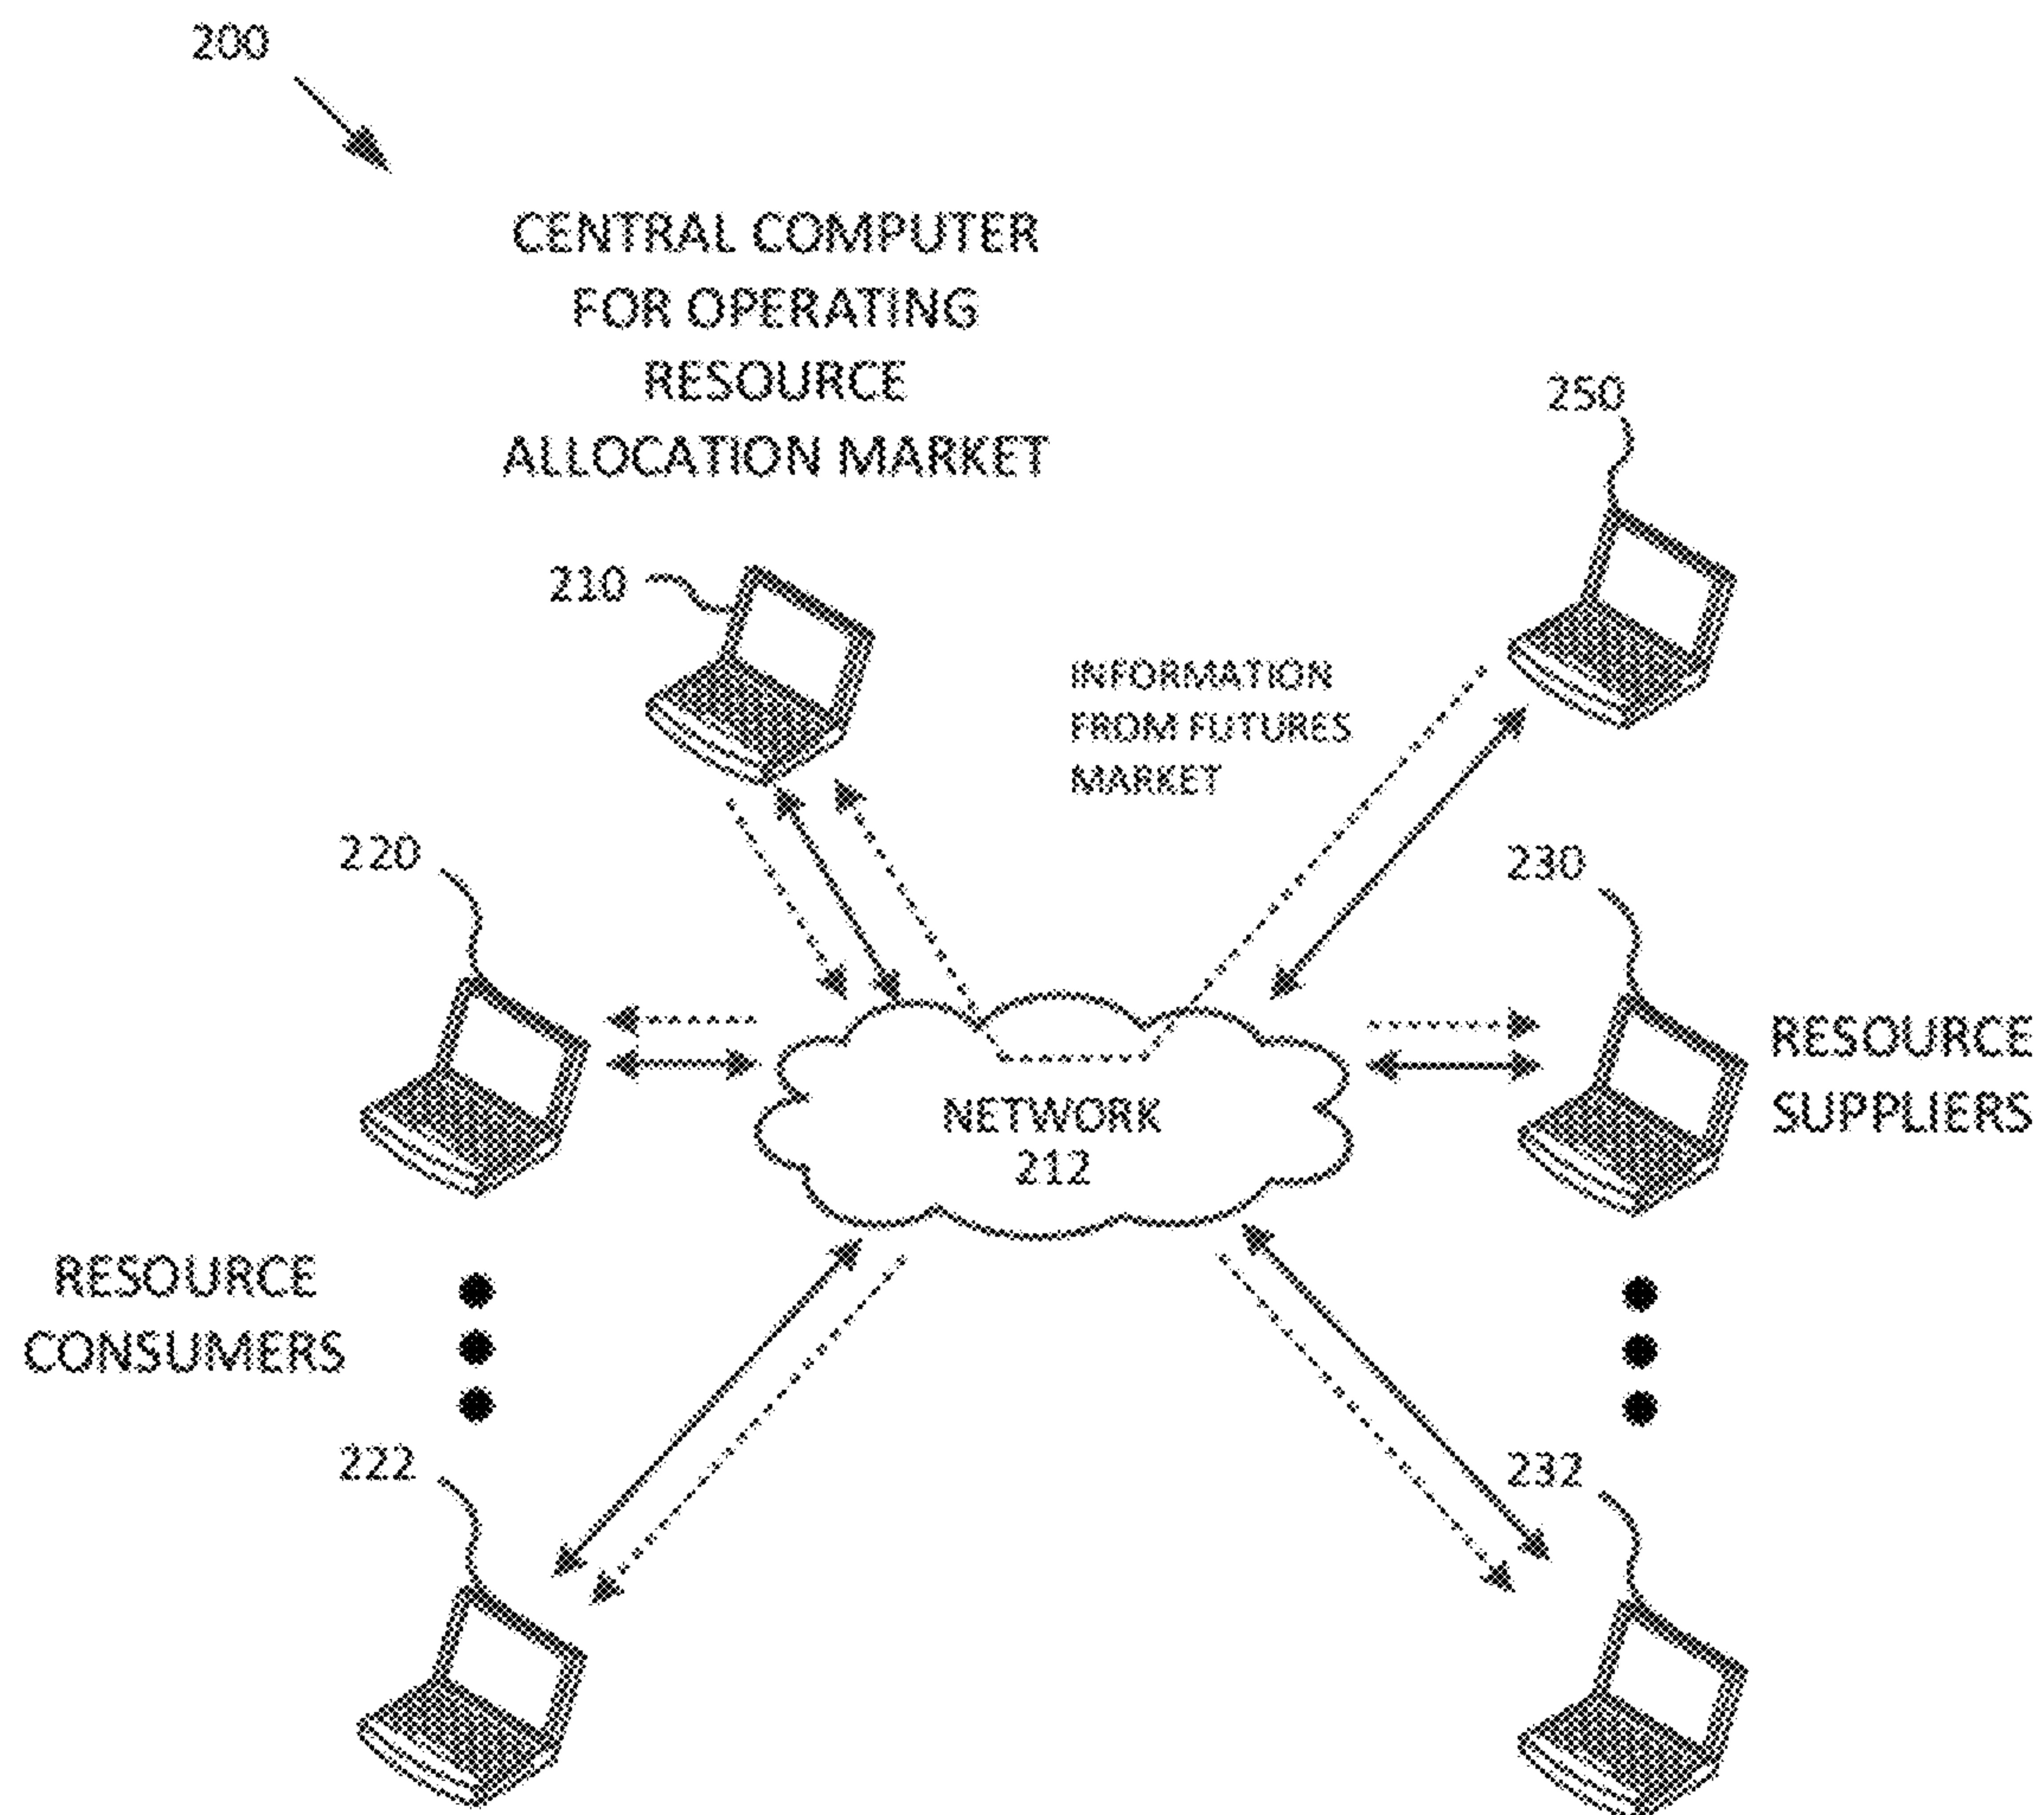 200
CENTRAL COMPUTER
FOR OPERATING
RESOURCE
ALLOCATION MARKET
250
210
INFORMATION
FROM FUTURES
MARKET
220
230
RESOURCE
SUPPLIERS
NETWORK
212
RESOURCE
CONSUMERS
222
232